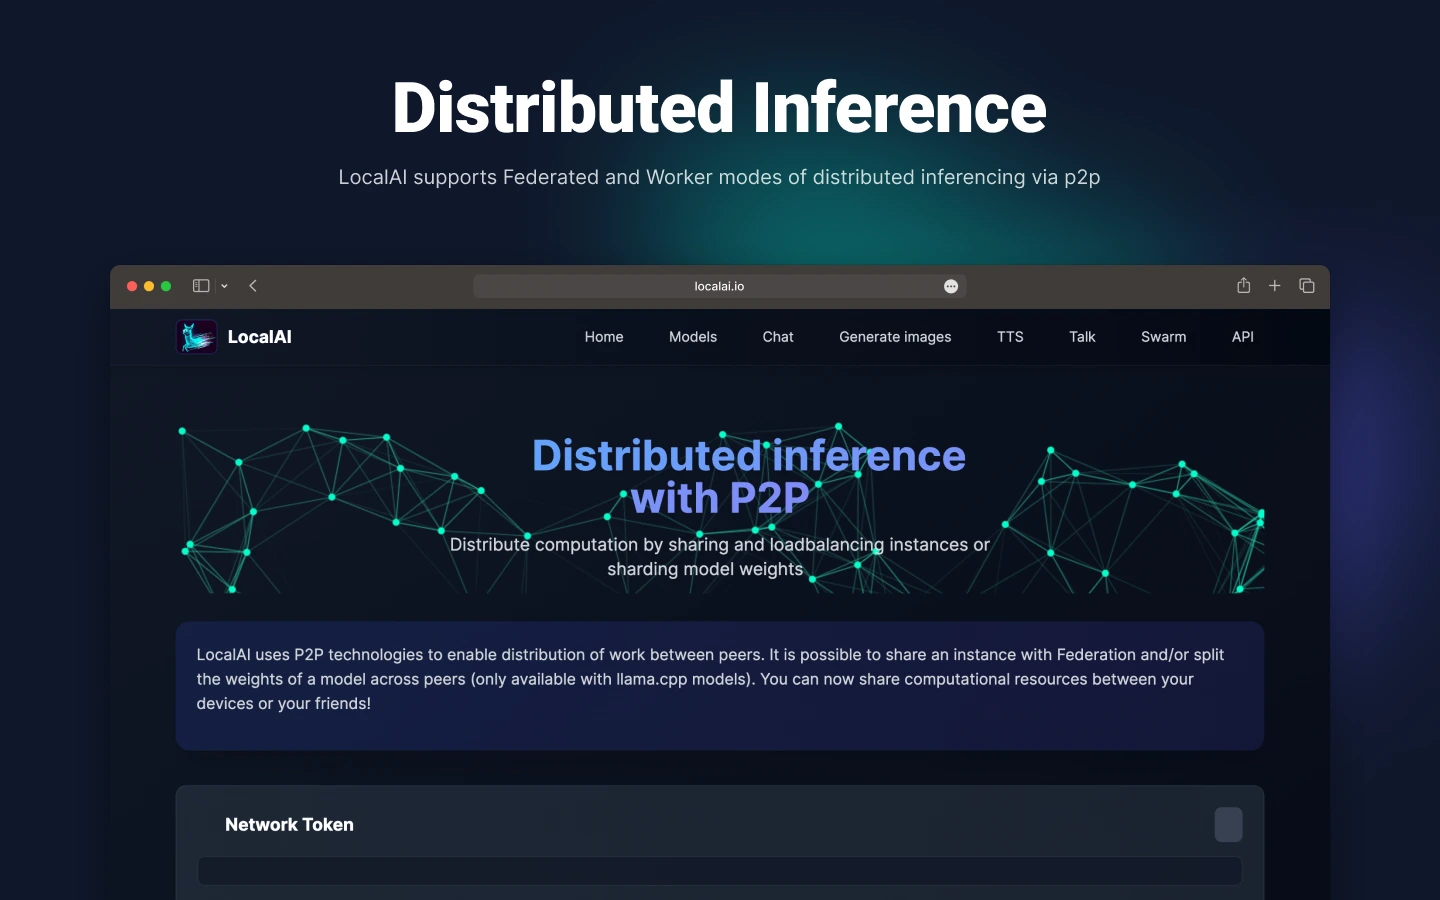 Distributed Inference
LocalAI supports Federated and Worker modes of distributed inferencing via p2p
localai.io
LocalAI
Home Models Chat Generate images TTS Talk Swarm API
Distributed inference
with P2P
Distribute computation by sharing and loadbalancing instances or
sharding model weights
LocalAI uses P2P technologies to enable distribution of work between peers. It is possible to share an instance with Federation and/or split
the weights of a model across peers (only available with llama.cpp models). You can now share computational resources between your
devices or your friends!
Network Token